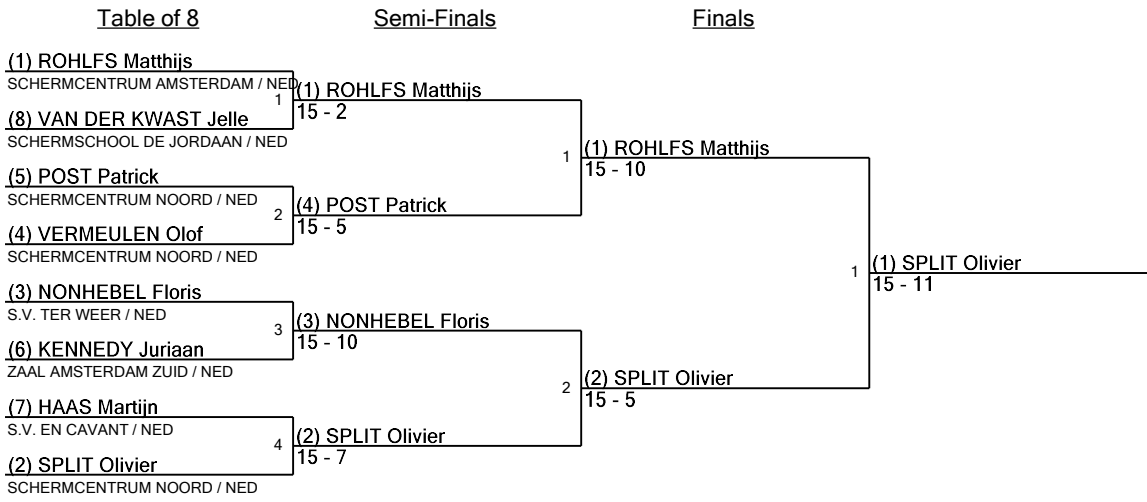 Table of 8
Semi-Finals
Finals
(1) ROHLFS Matthijs
SCHERMCENTRUM AMSTERDAM / NED
1
(1) ROHLFS Matthijs
15 - 2
(8) VAN DER KWAST Jelle
SCHERMSCHOOL DE JORDAAN / NED
1
(1) ROHLFS Matthijs
15 - 10
(5) POST Patrick
SCHERMCENTRUM NOORD / NED
2
(4) POST Patrick
15 - 5
(4) VERMEULEN Olof
SCHERMCENTRUM NOORD / NED
1
(1) SPLIT Olivier
15 - 11
(3) NONHEBEL Floris
S.V. TER WEER / NED
3
(3) NONHEBEL Floris
15 - 10
(6) KENNEDY Juriaan
ZAAL AMSTERDAM ZUID / NED
2
(2) SPLIT Olivier
15 - 5
(7) HAAS Martijn
S.V. EN CAVANT / NED
4
(2) SPLIT Olivier
15 - 7
(2) SPLIT Olivier
SCHERMCENTRUM NOORD / NED